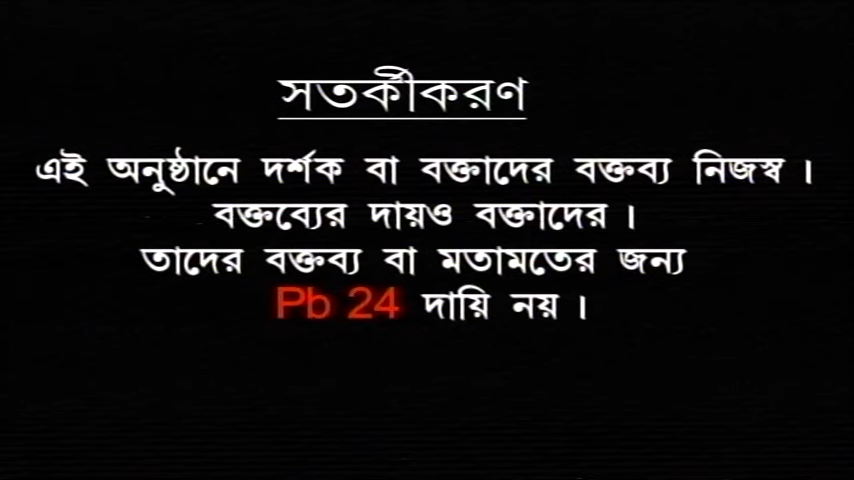 সতর্কীকরণ
এই অনুষ্ঠানে দর্শক বা বক্তাদের বক্তব্য নিজস্ব ।
বক্তব্যের দায়ও বক্তাদের ।
তাদের বক্তব্য বা মতামতের জন্য
Pb 24 দায়ি নয় ।